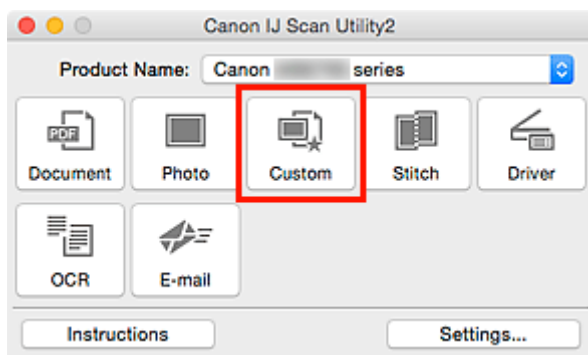 Canon IJ Scan Utility2
Product Name: Canon series
PDF
Document Photo Custom Stitch Driver
OCR E-mail
Instructions Settings...